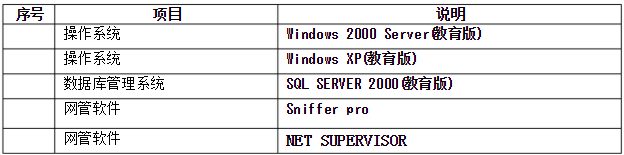 序号 项目 说明
操作系统 Windows 2000 Server(教育版)
操作系统 Windows XP(教育版)
数据库管理系统 SQL SERVER 2000(教育版)
网管软件 Sniffer pro
网管软件 NET SUPERVISOR